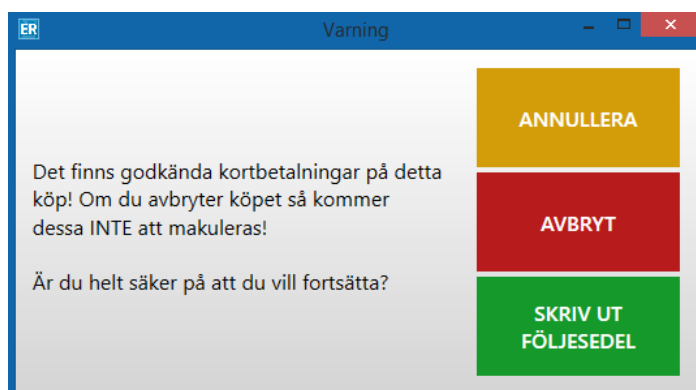 ER
Varning
Det finns godkända kortbetalningar på detta
köp! Om du avbryter köpet så kommer
dessa INTE att makuleras!
Är du helt säker på att du vill fortsätta?
ANNULLERA
AVBRYT
SKRIV UT
FÖLJESEDEL